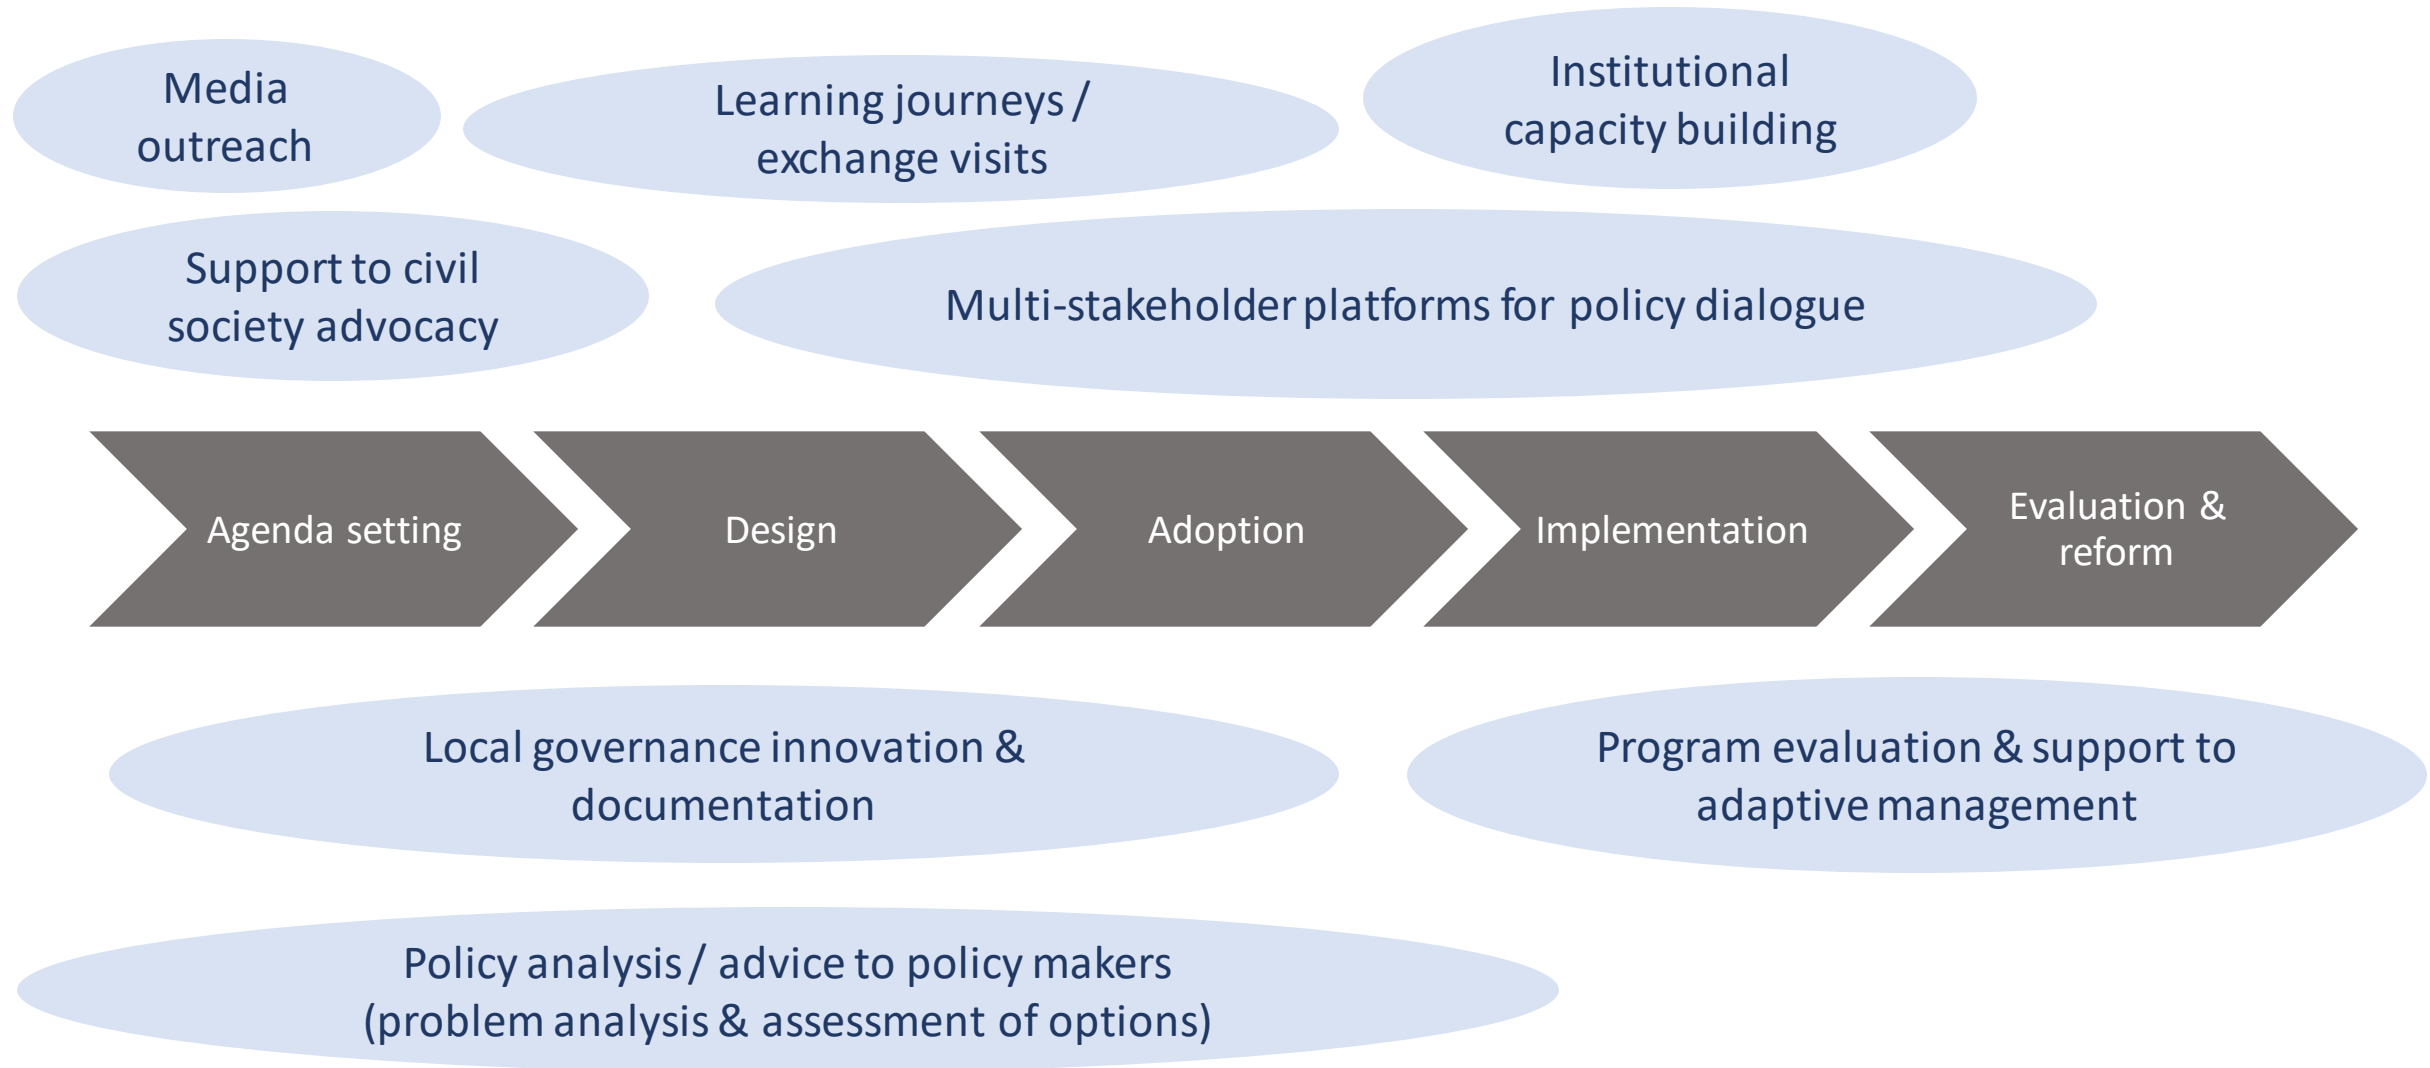 Media
outreach
Learning journeys /
exchange visits
Institutional
capacity building
Support to civil
society advocacy
Multi-stakeholder platforms for policy dialogue
Agenda setting
Design
Adoption
Implementation
Evaluation &
reform
Local governance innovation &
documentation
Program evaluation & support to
adaptive management
Policy analysis / advice to policy makers
(problem analysis & assessment of options)